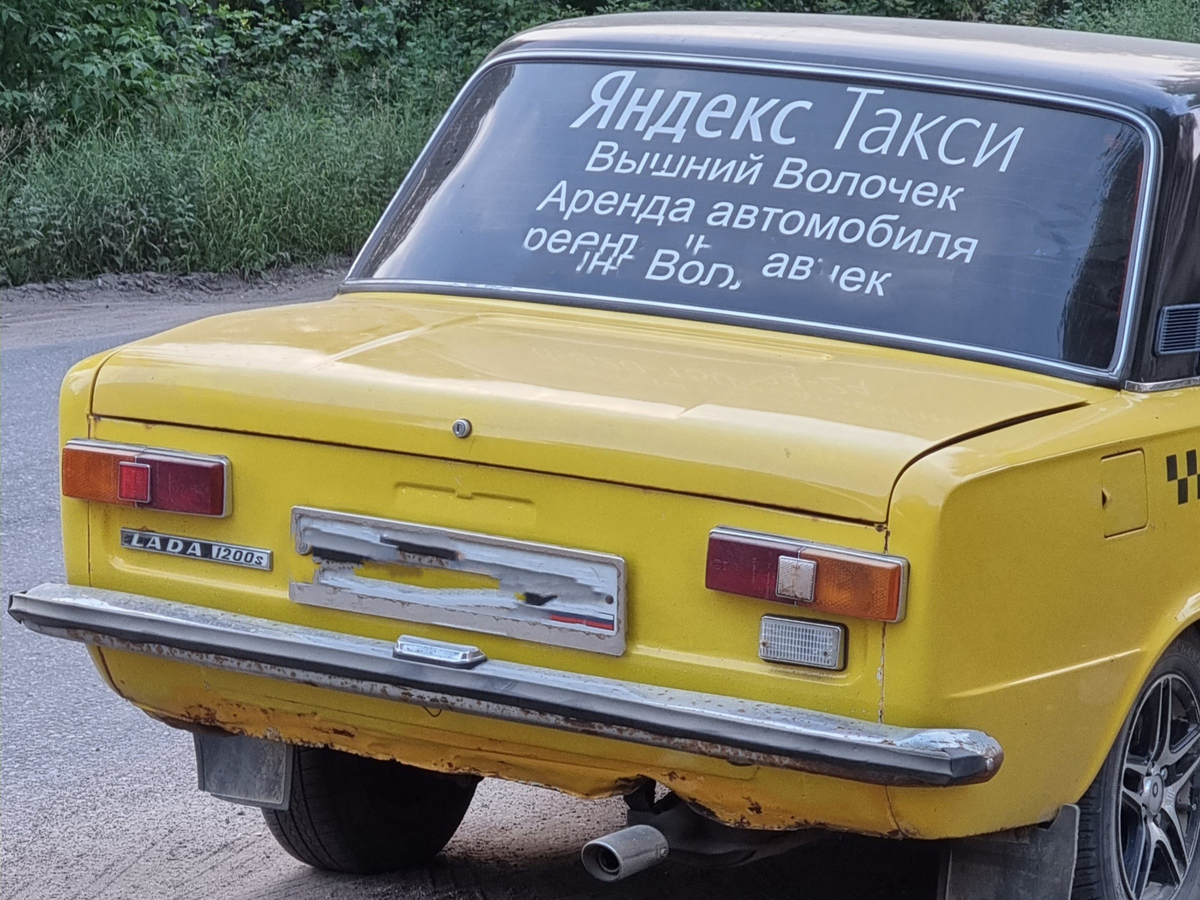 Яндекс Такси
Вышний Волочек
Аренда автомобиля
LADA 1200s